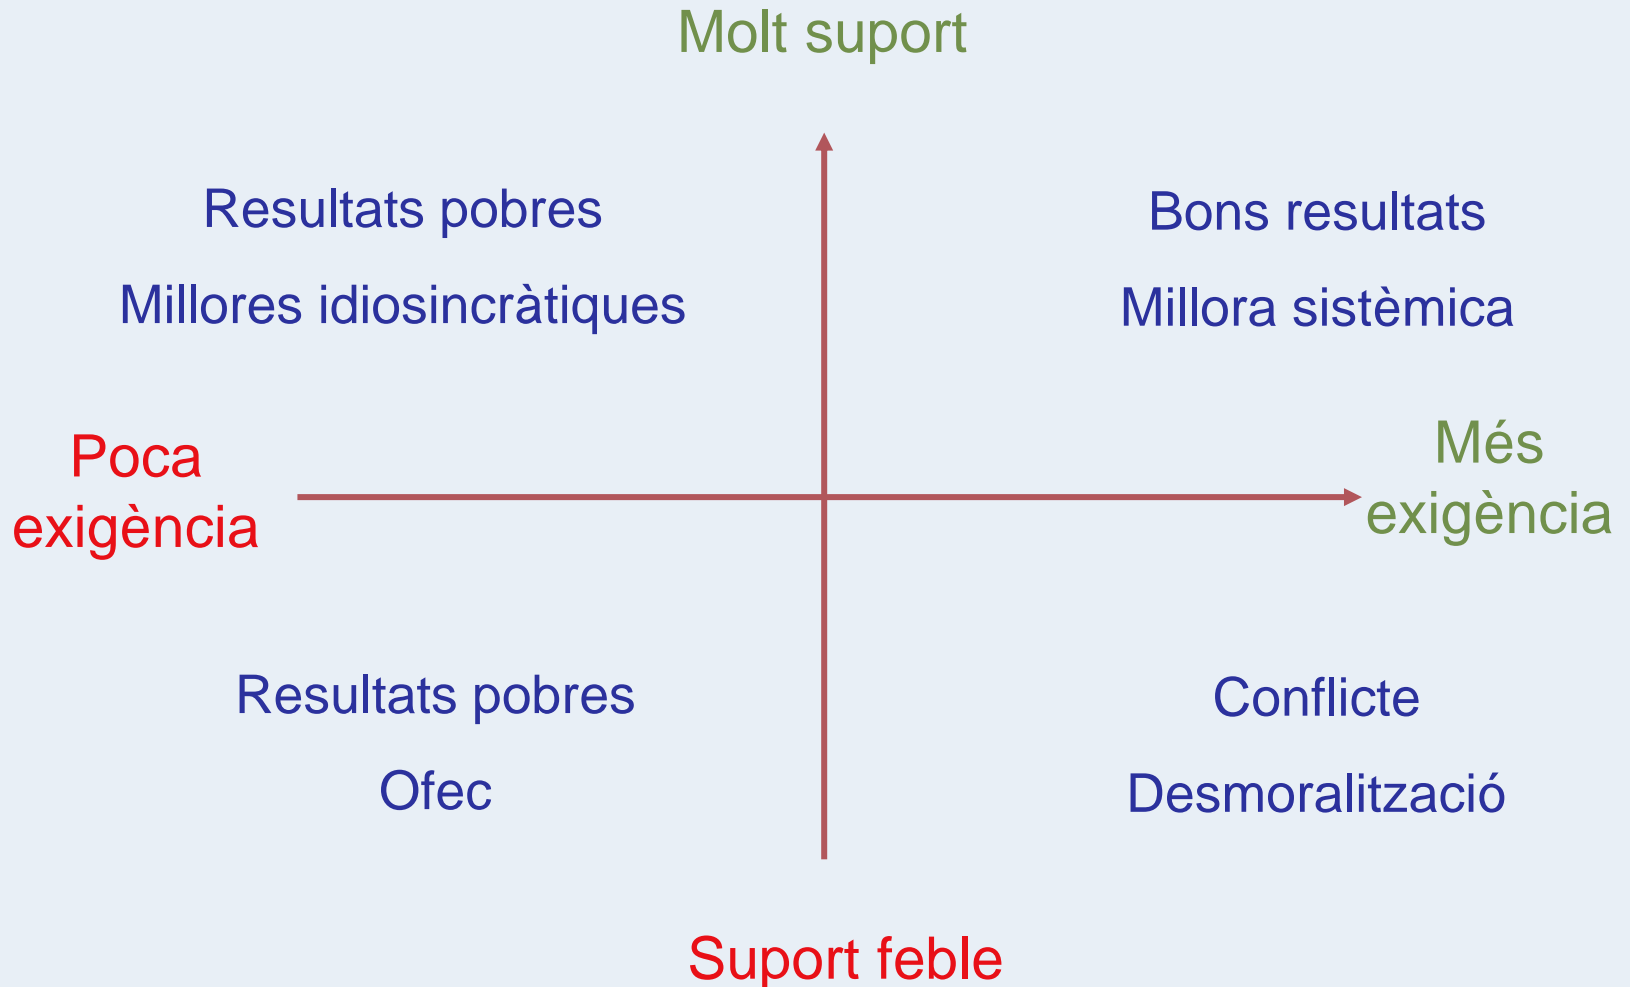 Molt suport
Resultats pobres
Millores idiosincràtiques
Bons resultats
Millora sistèmica
Poca
exigència
Més
exigència
Resultats pobres
Ofec
Conflicte
Desmoralització
Suport feble